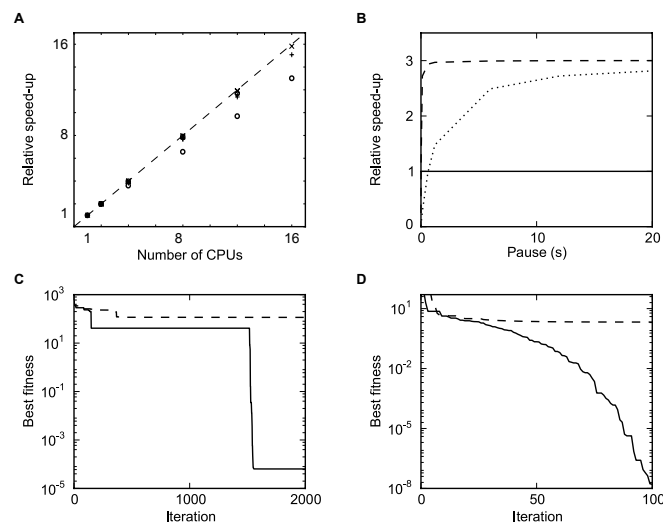 A
Relative speed-up
16
8
1
1
8
16
Number of CPUs
B
Relative speed-up
3
2
1
0
0
10
20
Pause (s)
C
Best fitness
10^3
10^1
10^-1
10^-3
10^-5
0
1000
2000
Iteration
D
Best fitness
10^1
10^-2
10^-5
10^-8
0
50
100
Iteration